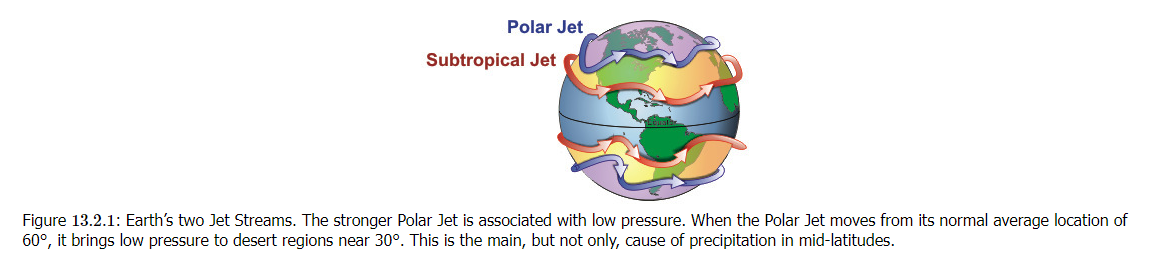 Polar Jet
Subtropical Jet
Equator
Figure 13.2.1: Earth's two Jet Streams. The stronger Polar Jet is associated with low pressure. When the Polar Jet moves from its normal average location of
60°, it brings low pressure to desert regions near 30°. This is the main, but not only, cause of precipitation in mid-latitudes.